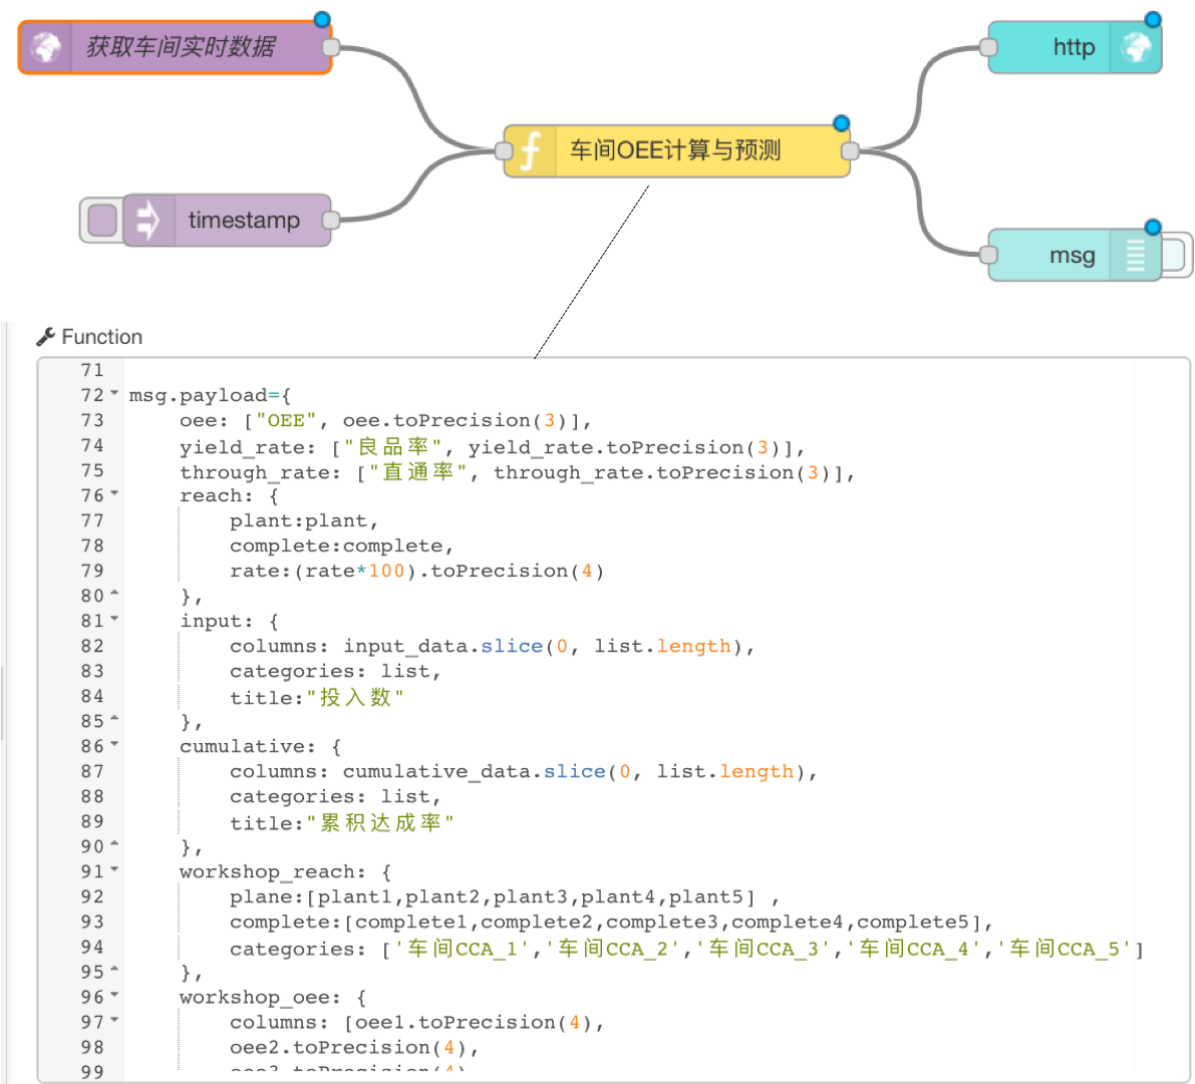 获取车间实时数据
http
车间OEE计算与预测
timestamp
msg
Function
71
72 msg.payload={
73 oee: ["OEE", oee.toPrecision(3)],
74 yield_rate: ["良品率", yield_rate.toPrecision(3)],
75 through_rate: ["直通率", through_rate.toPrecision(3)],
76 reach: {
77 plant:plant,
78 complete:complete,
79 rate:(rate*100).toPrecision(4)
80 },
81 input: {
82 columns: input_data.slice(0, list.length),
83 categories: list,
84 title:"投入数"
85 },
86 cumulative: {
87 columns: cumulative_data.slice(0, list.length),
88 categories: list,
89 title:"累积达成率"
90 },
91 workshop_reach: {
92 plane:[plant1,plant2,plant3,plant4,plant5] ,
93 complete:[complete1,complete2,complete3,complete4,complete5],
94 categories: ['车间CCA_1','车间CCA_2','车间CCA_3','车间CCA_4','车间CCA_5']
95 },
96 workshop_oee: {
97 columns: [oee1.toPrecision(4),
98 oee2.toPrecision(4),
99